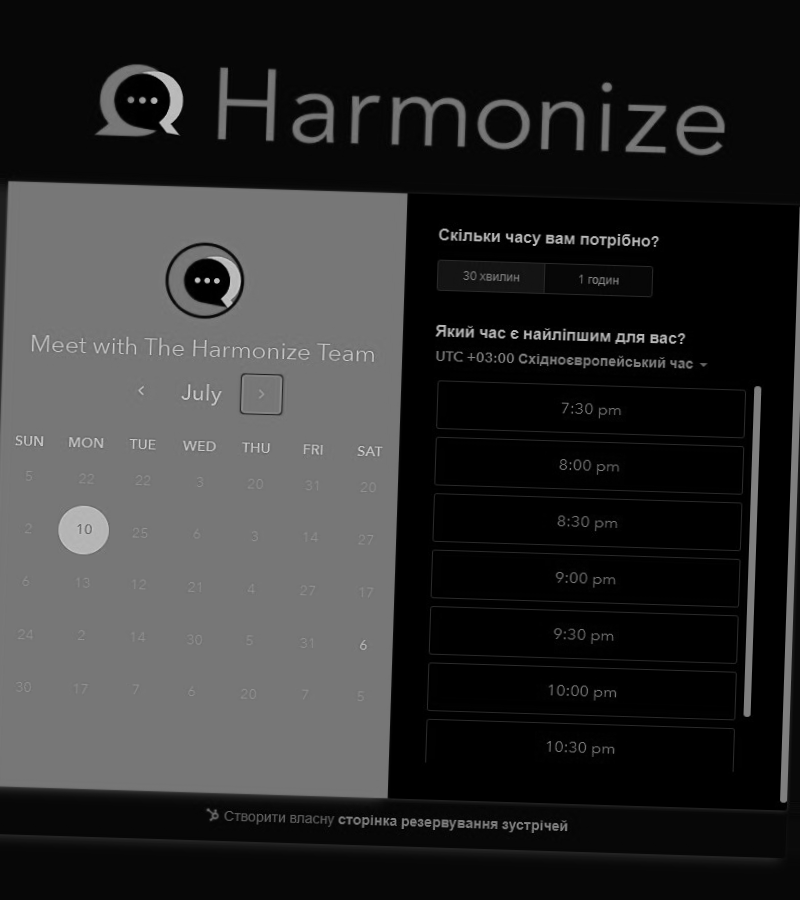 Harmonize
Meet with The Harmonize Team
July
SUN MON TUE WED THU FRI SAT
5 22 22 3 20 31 20
2 10 25 6 3 14 27
6 13 12 21 4 27 17
24 2 14 30 5 31 6
30 17 7 6 20 7 5
Скільки часу вам потрібно?
30 хвилин 1 годин
Який час є найліпшим для вас?
UTC +03:00 Східноєвропейський час
7:30 pm
8:00 pm
8:30 pm
9:00 pm
9:30 pm
10:00 pm
10:30 pm
Створити власну сторінка резервування зустрічей